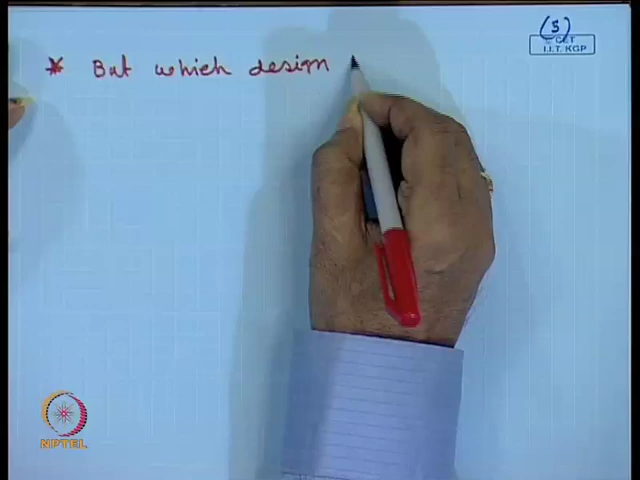 (5)
CET
I.I.T. KGP
* But which design
NPTEL